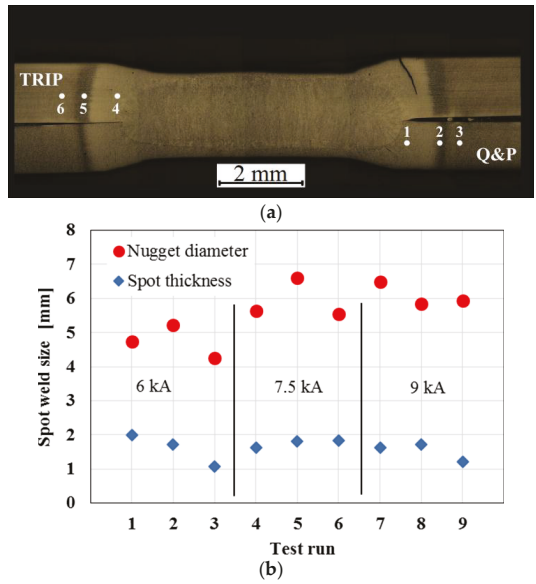 TRIP
6 5 4
1 2 3
Q&P
2 mm
(a)
8
7
6
5
4
3
2
1
0
Spot weld size [mm]
Nugget diameter
Spot thickness
6 kA 7.5 kA 9 kA
1 2 3 4 5 6 7 8 9
Test run
(b)